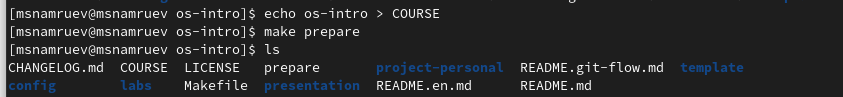 [msnamruev@msnamruev os-intro]$ echo os-intro > COURSE
[msnamruev@msnamruev os-intro]$ make prepare
[msnamruev@msnamruev os-intro]$ ls
CHANGELOG.md  COURSE  LICENSE   prepare       project-personal  README.git-flow.md  template
config        labs    Makefile  presentation  README.en.md      README.md